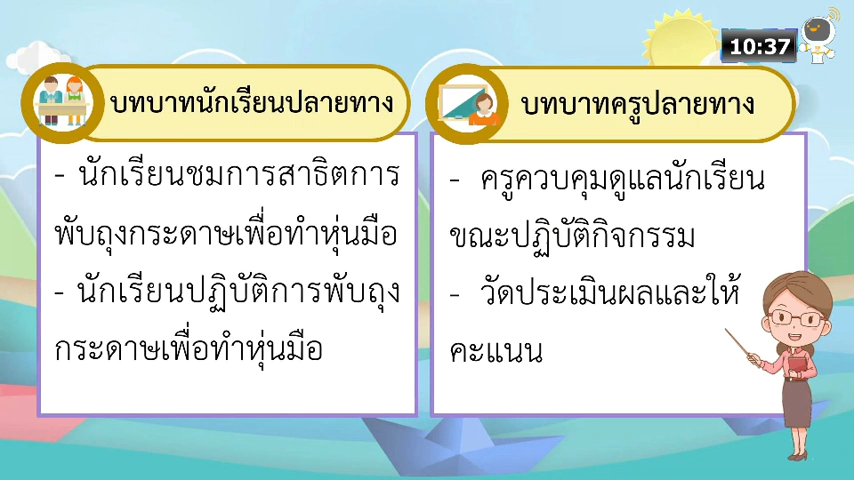 10:37
บทบาทนักเรียนปลายทาง
- นักเรียนชมการสาธิตการ
พับถุงกระดาษเพื่อทำหุ่นมือ
- นักเรียนปฏิบัติการพับถุง
กระดาษเพื่อทำหุ่นมือ
บทบาทครูปลายทาง
- ครูควบคุมดูแลนักเรียน
ขณะปฏิบัติกิจกรรม
- วัดประเมินผลและให้
คะแนน